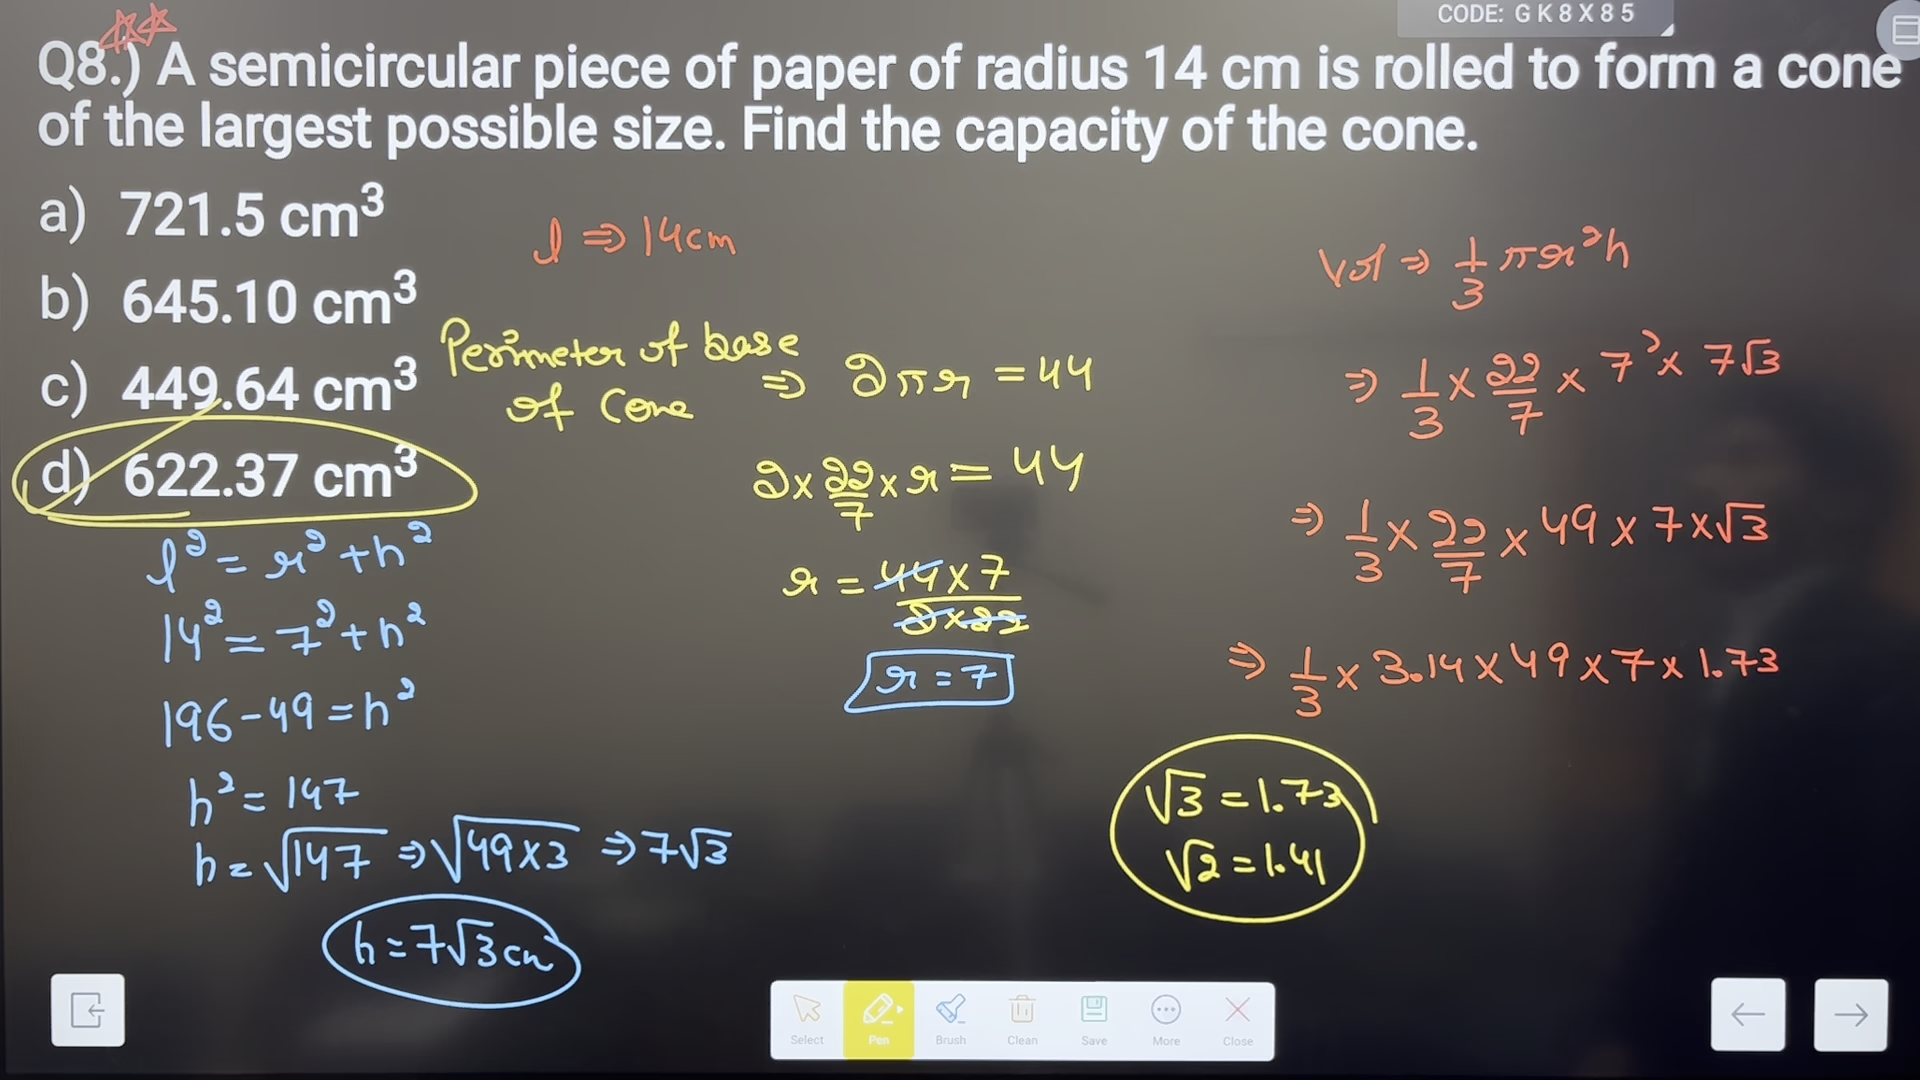 CODE: GK8X85
Q8.) A semicircular piece of paper of radius 14 cm is rolled to form a cone
of the largest possible size. Find the capacity of the cone.
a) 721.5 cm³
b) 645.10 cm³
c) 449.64 cm³
d) 622.37 cm³
l² = r² + h²
14² = 7² + h²
196 - 49 = h²
h² = 147
h = √147 ⇒ √49×3 ⇒ 7√3
h = 7√3 cm
l ⇒ 14cm
Perimeter of base
of Cone ⇒ 2πr = 44
2 × 22/7 × r = 44
r = 44×7/2×22
r = 7
Vol ⇒ 1/3 πr²h
⇒ 1/3 × 22/7 × 7² × 7√3
⇒ 1/3 × 22/7 × 49 × 7 × √3
⇒ 1/3 × 3.14 × 49 × 7 × 1.73
√3 = 1.73
√2 = 1.41
Select Pen Brush Clean Save More Close